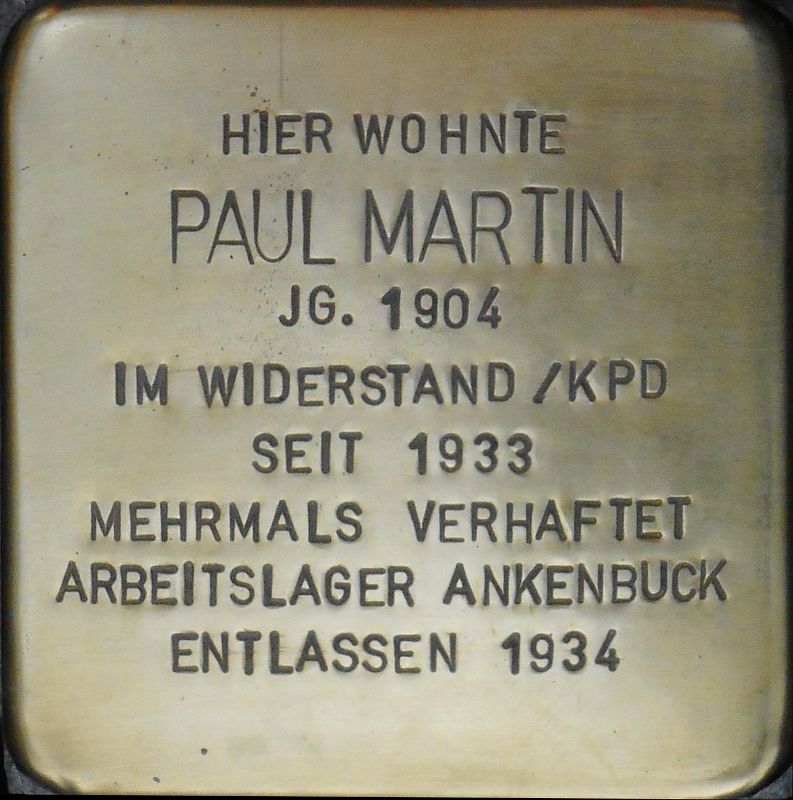 HIER WOHNTE
PAUL MARTIN
JG. 1904
IM WIDERSTAND /KPD
SEIT 1933
MEHRMALS VERHAFTET
ARBEITSLAGER ANKENBUCK
ENTLASSEN 1934